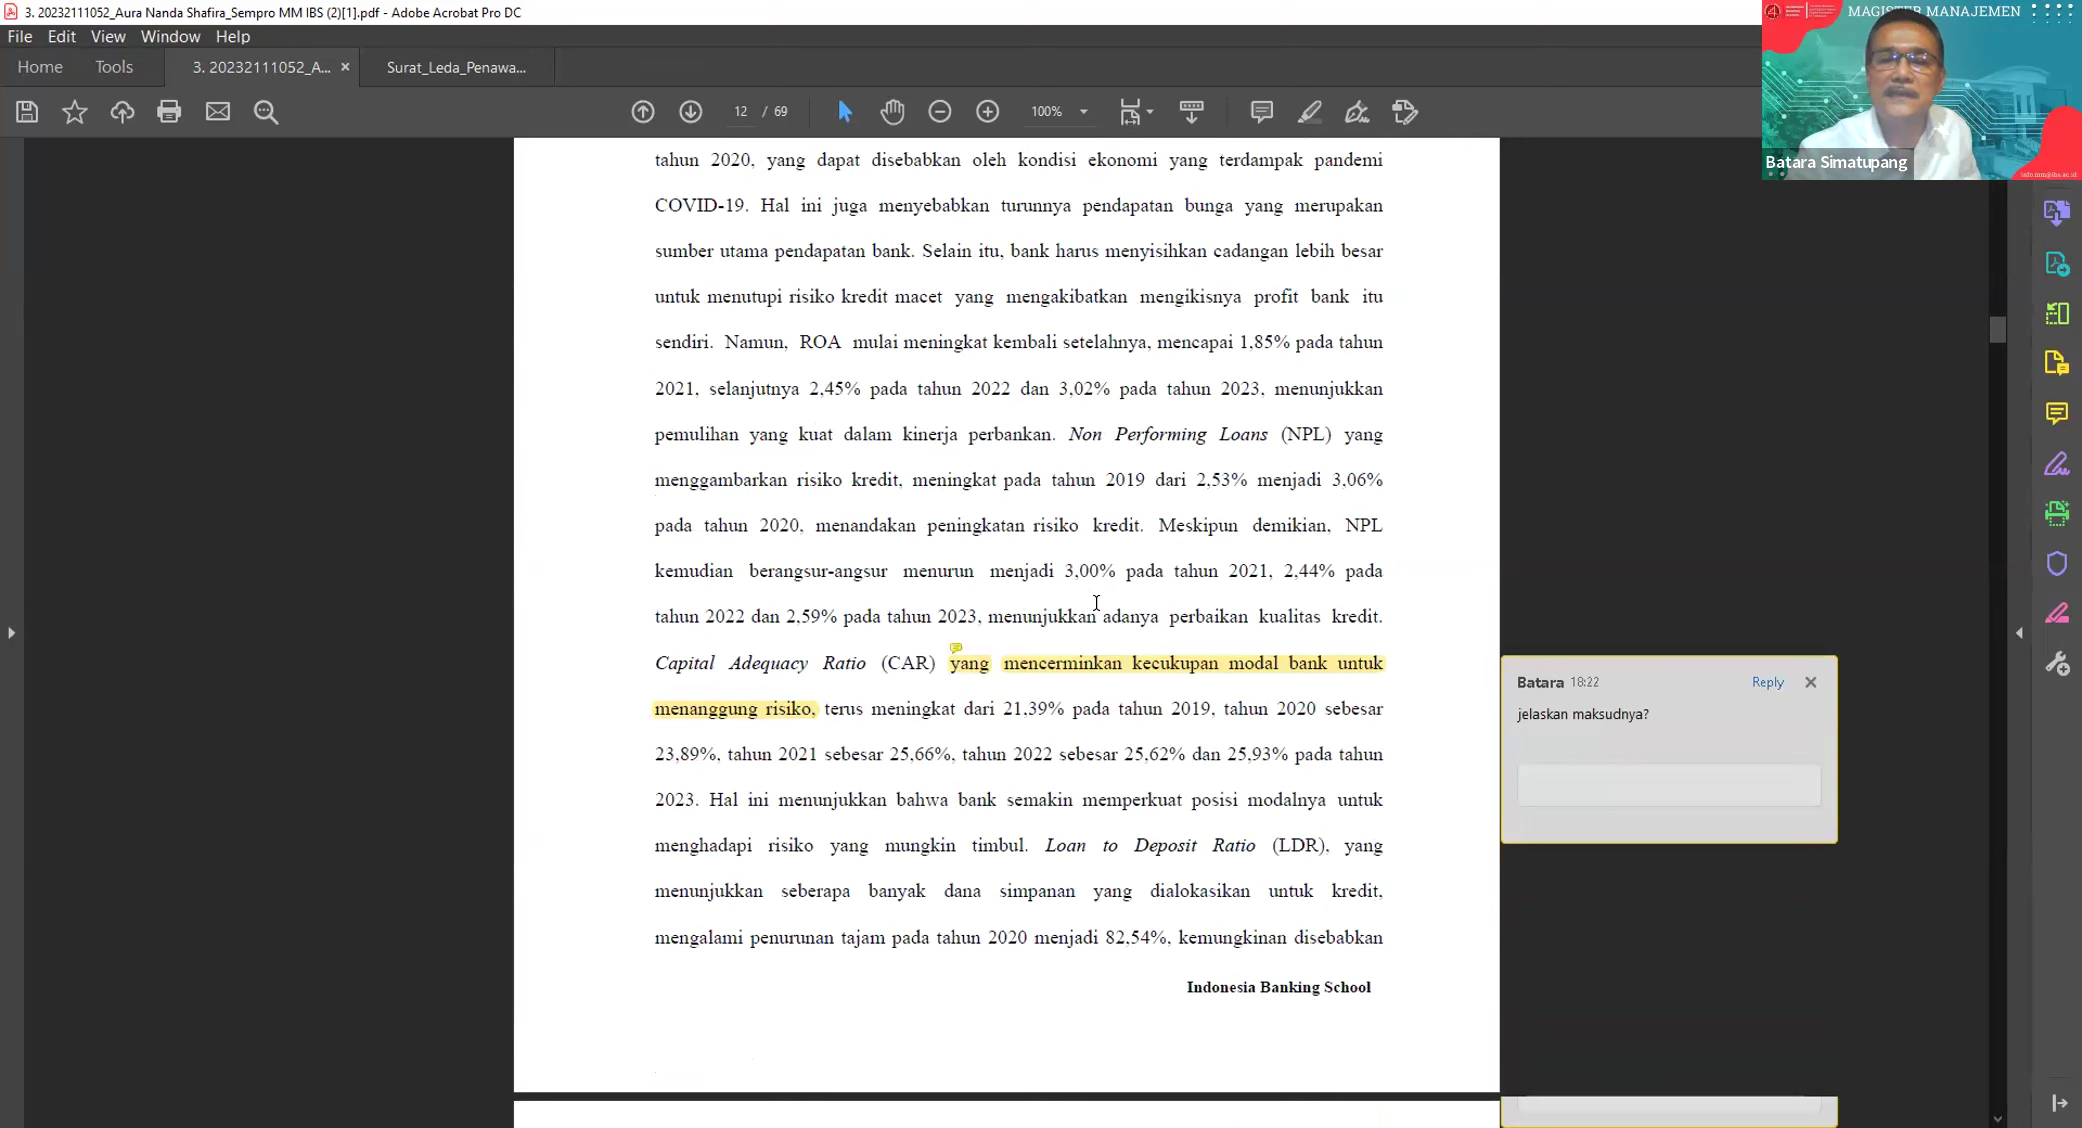 3. 20232111052_Aura Nanda Shafira_Sempro MM IBS (2)[1].pdf - Adobe Acrobat Pro DC
File Edit View Window Help
Home Tools 3. 20232111052_A... × Surat_Leda_Penawa...
12 / 69 100%
MAGISTER MANAJEMEN
Batara Simatupang
info.mm@ibs.ac.id
tahun 2020, yang dapat disebabkan oleh kondisi ekonomi yang terdampak pandemi
COVID-19. Hal ini juga menyebabkan turunnya pendapatan bunga yang merupakan
sumber utama pendapatan bank. Selain itu, bank harus menyisihkan cadangan lebih besar
untuk menutupi risiko kredit macet yang mengakibatkan mengikisnya profit bank itu
sendiri. Namun, ROA mulai meningkat kembali setelahnya, mencapai 1,85% pada tahun
2021, selanjutnya 2,45% pada tahun 2022 dan 3,02% pada tahun 2023, menunjukkan
pemulihan yang kuat dalam kinerja perbankan. Non Performing Loans (NPL) yang
menggambarkan risiko kredit, meningkat pada tahun 2019 dari 2,53% menjadi 3,06%
pada tahun 2020, menandakan peningkatan risiko kredit. Meskipun demikian, NPL
kemudian berangsur-angsur menurun menjadi 3,00% pada tahun 2021, 2,44% pada
tahun 2022 dan 2,59% pada tahun 2023, menunjukkan adanya perbaikan kualitas kredit.
Capital Adequacy Ratio (CAR) yang mencerminkan kecukupan modal bank untuk
menanggung risiko, terus meningkat dari 21,39% pada tahun 2019, tahun 2020 sebesar
23,89%, tahun 2021 sebesar 25,66%, tahun 2022 sebesar 25,62% dan 25,93% pada tahun
2023. Hal ini menunjukkan bahwa bank semakin memperkuat posisi modalnya untuk
menghadapi risiko yang mungkin timbul. Loan to Deposit Ratio (LDR), yang
menunjukkan seberapa banyak dana simpanan yang dialokasikan untuk kredit,
mengalami penurunan tajam pada tahun 2020 menjadi 82,54%, kemungkinan disebabkan
Indonesia Banking School
Batara 18:22 Reply
jelaskan maksudnya?